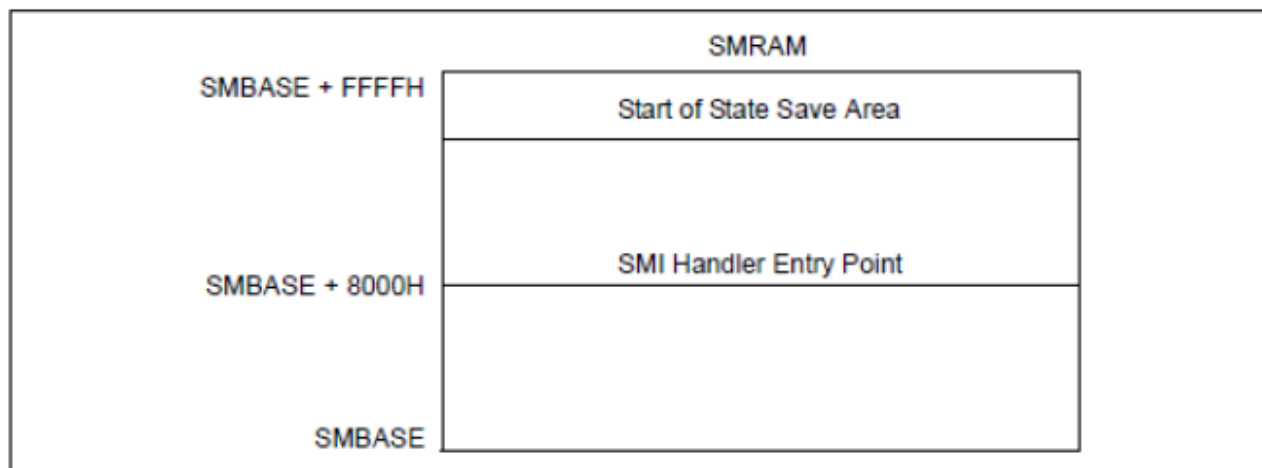 SMRAM
SMBASE + FFFFH
Start of State Save Area
SMI Handler Entry Point
SMBASE + 8000H
SMBASE